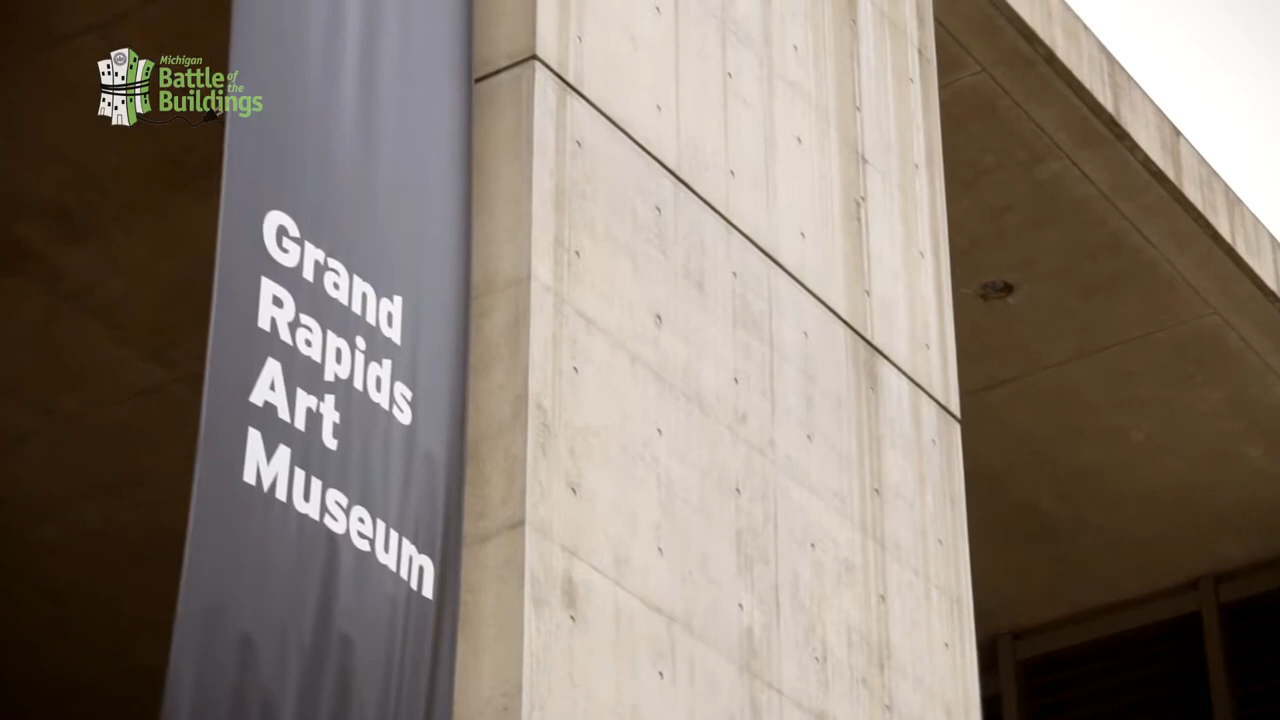 Michigan
Battle of the
Buildings
Grand
Rapids
Art
Museum